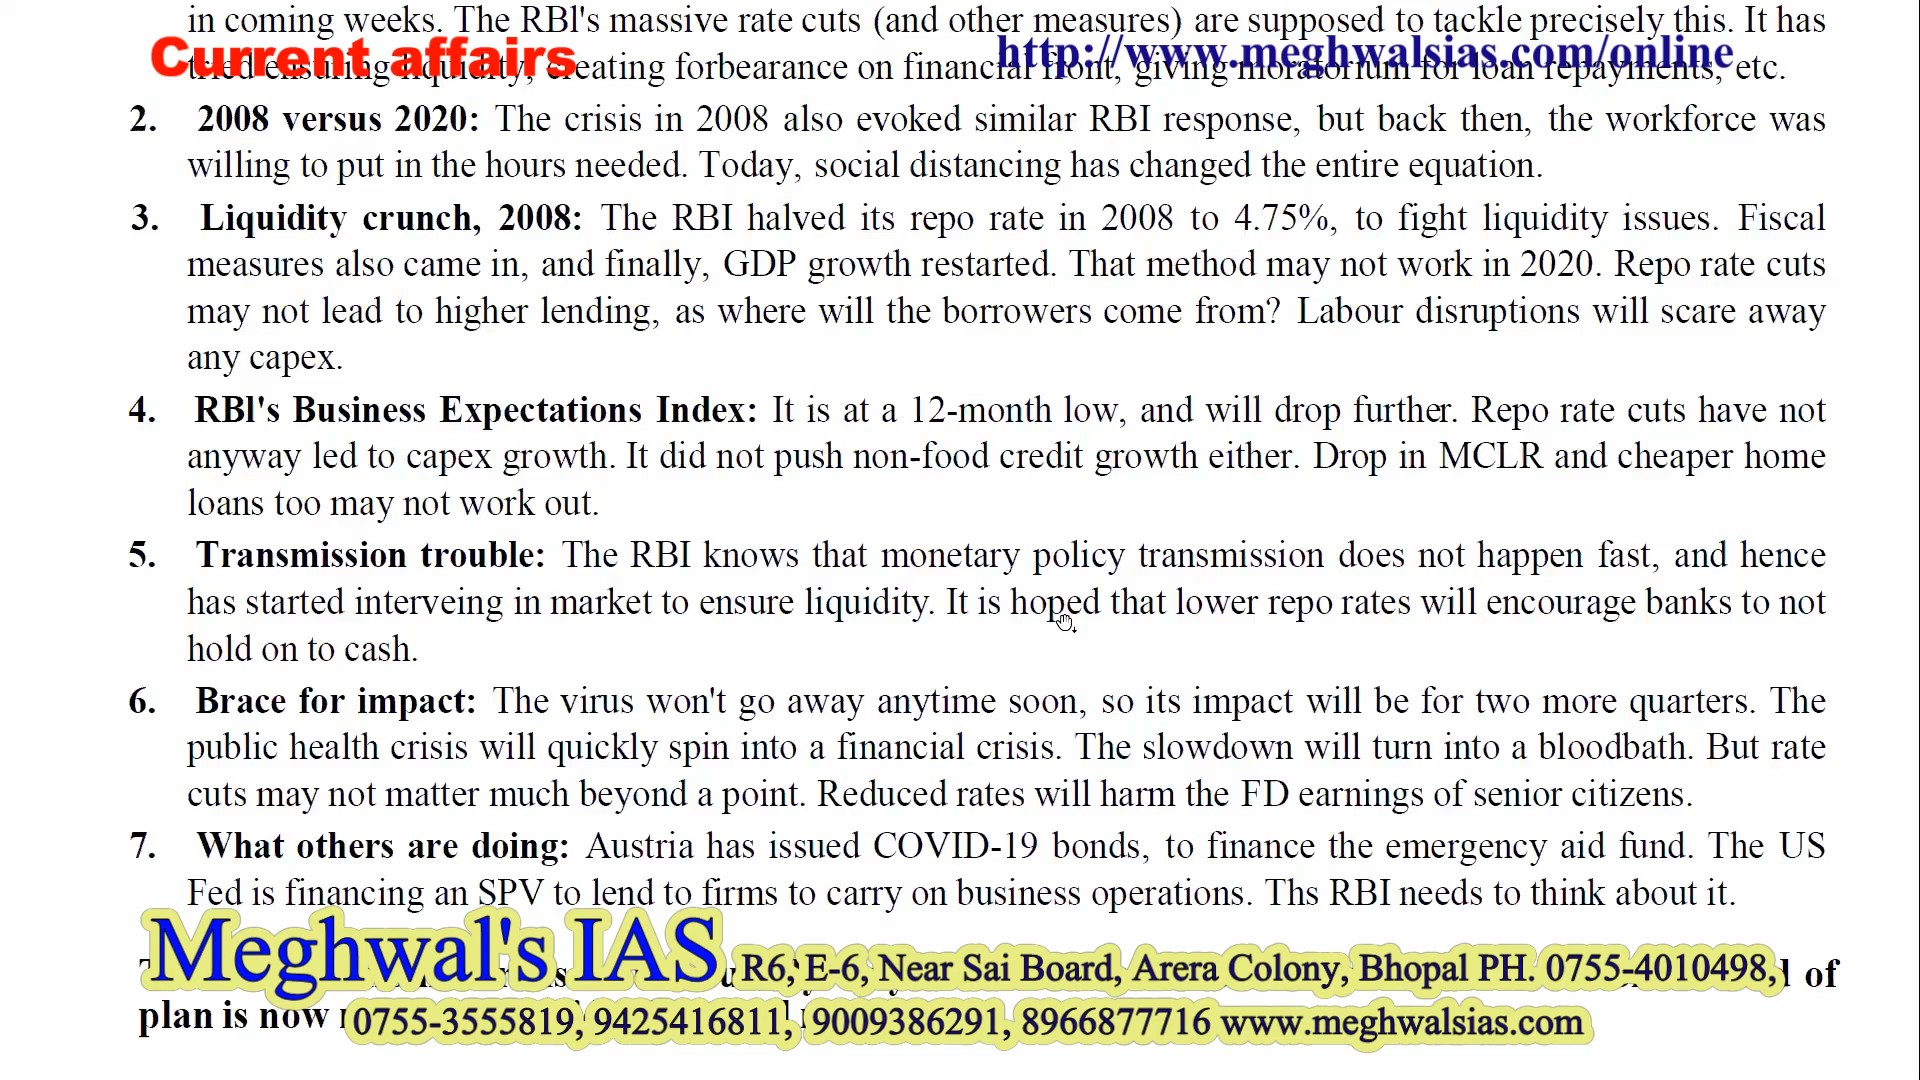 in coming weeks. The RBl's massive rate cuts (and other measures) are supposed to tackle precisely this. It has
Current affairs
http://www.meghwalsias.com/online
tried ensuring liquidity, creating forbearance on financial front, giving moratorium for loan repayments, etc.
2. 2008 versus 2020: The crisis in 2008 also evoked similar RBI response, but back then, the workforce was
willing to put in the hours needed. Today, social distancing has changed the entire equation.
3. Liquidity crunch, 2008: The RBI halved its repo rate in 2008 to 4.75%, to fight liquidity issues. Fiscal
measures also came in, and finally, GDP growth restarted. That method may not work in 2020. Repo rate cuts
may not lead to higher lending, as where will the borrowers come from? Labour disruptions will scare away
any capex.
4. RBl's Business Expectations Index: It is at a 12-month low, and will drop further. Repo rate cuts have not
anyway led to capex growth. It did not push non-food credit growth either. Drop in MCLR and cheaper home
loans too may not work out.
5. Transmission trouble: The RBI knows that monetary policy transmission does not happen fast, and hence
has started interveing in market to ensure liquidity. It is hoped that lower repo rates will encourage banks to not
hold on to cash.
6. Brace for impact: The virus won't go away anytime soon, so its impact will be for two more quarters. The
public health crisis will quickly spin into a financial crisis. The slowdown will turn into a bloodbath. But rate
cuts may not matter much beyond a point. Reduced rates will harm the FD earnings of senior citizens.
7. What others are doing: Austria has issued COVID-19 bonds, to finance the emergency aid fund. The US
Fed is financing an SPV to lend to firms to carry on business operations. Ths RBI needs to think about it.
Meghwal's IAS R6, E-6, Near Sai Board, Arera Colony, Bhopal PH. 0755-4010498,
of
plan is now
0755-3555819, 9425416811, 9009386291, 8966877716 www.meghwalsias.com